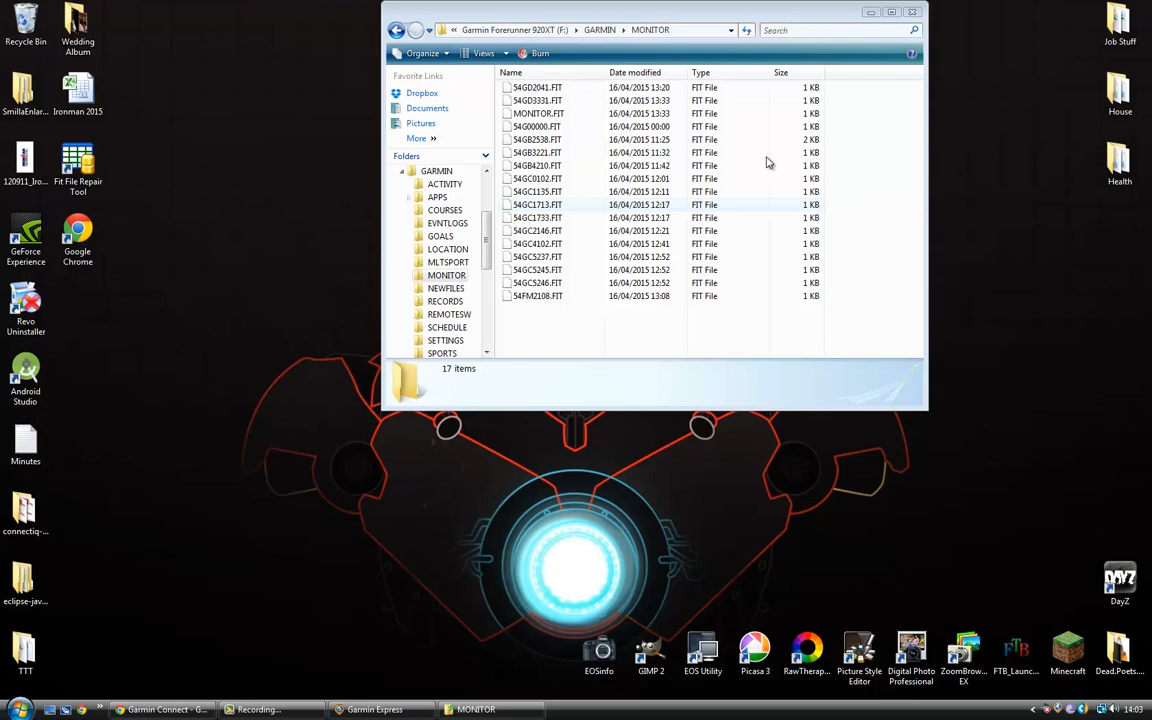 Recycle Bin
Wedding Album
Job Stuff
SmillaEnlar...
Ironman 2015
House
120911_Iro...
Fit File Repair Tool
Health
GeForce Experience
Google Chrome
Revo Uninstaller
Android Studio
Minutes
connectiq-...
eclipse-jav...
TTT
« Garmin Forerunner 920XT (F:) ▸ GARMIN ▸ MONITOR
Search
Organize Views Burn
Favorite Links
Dropbox
Documents
Pictures
More »
Folders
GARMIN
ACTIVITY
APPS
COURSES
EVNTLOGS
GOALS
LOCATION
MLTSPORT
MONITOR
NEWFILES
RECORDS
REMOTESW
SCHEDULE
SETTINGS
SPORTS
Name Date modified Type Size
54GD2041.FIT 16/04/2015 13:20 FIT File 1 KB
54GD3331.FIT 16/04/2015 13:33 FIT File 1 KB
MONITOR.FIT 16/04/2015 13:33 FIT File 1 KB
54G00000.FIT 16/04/2015 00:00 FIT File 1 KB
54GB2538.FIT 16/04/2015 11:25 FIT File 2 KB
54GB3221.FIT 16/04/2015 11:32 FIT File 1 KB
54GB4210.FIT 16/04/2015 11:42 FIT File 1 KB
54GC0102.FIT 16/04/2015 12:01 FIT File 1 KB
54GC1135.FIT 16/04/2015 12:11 FIT File 1 KB
54GC1713.FIT 16/04/2015 12:17 FIT File 1 KB
54GC1733.FIT 16/04/2015 12:17 FIT File 1 KB
54GC2146.FIT 16/04/2015 12:21 FIT File 1 KB
54GC4102.FIT 16/04/2015 12:41 FIT File 1 KB
54GC5237.FIT 16/04/2015 12:52 FIT File 1 KB
54GC5245.FIT 16/04/2015 12:52 FIT File 1 KB
54GC5246.FIT 16/04/2015 12:52 FIT File 1 KB
54FM2108.FIT 16/04/2015 13:08 FIT File 1 KB
17 items
DAYZ
DayZ
EOSinfo
GIMP 2
EOS Utility
Picasa 3
RawTherap...
Picture Style Editor
Digital Photo Professional
ZoomBrow... EX
FTB
FTB_Launc...
Minecraft
Dead.Poets....
Garmin Connect - G...
Recording...
Garmin Express
MONITOR
14:03